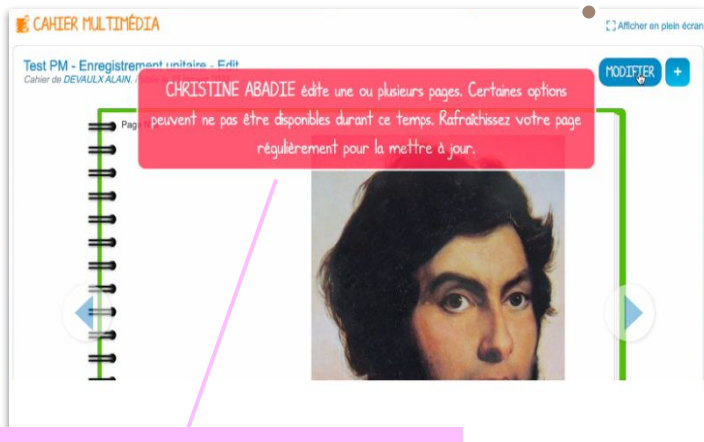 CAHIER MULTIMÉDIA
Afficher en plein écran
Test PM - Enregistrement unitaire - Edit
Cahier de DEVAULX ALAIN.
MODIFIER +
CHRISTINE ABADIE édite une ou plusieurs pages. Certaines options
peuvent ne pas être disponibles durant ce temps. Rafraîchissez votre page
régulièrement pour la mettre à jour.
Page